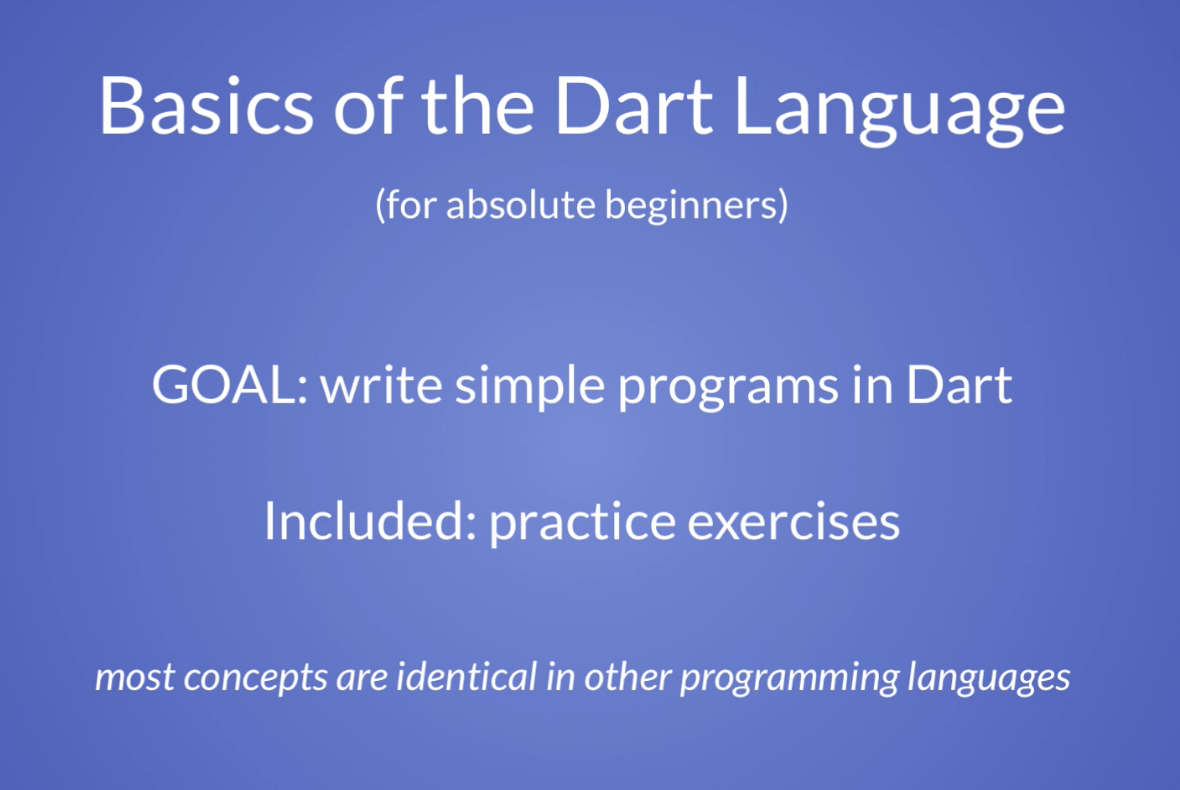 Basics of the Dart Language
(for absolute beginners)
GOAL: write simple programs in Dart
Included: practice exercises
most concepts are identical in other programming languages